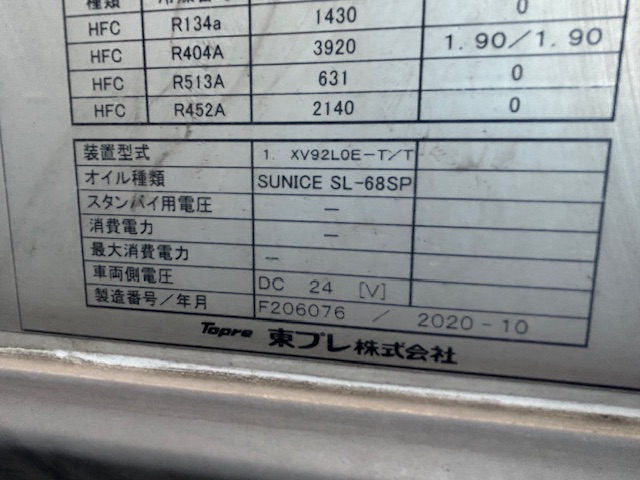 種類 0
HFC R134a 1430
HFC R404A 3920 1.90/1.90
HFC R513A 631 0
HFC R452A 2140 0
装置型式 1. XV92L0E-T/T
オイル種類 SUNICE SL-68SP
スタンバイ用電圧 —
消費電力 —
最大消費電力 —
車両側電圧 DC 24 [V]
製造番号/年月 F206076 / 2020-10
Topre 東プレ株式会社